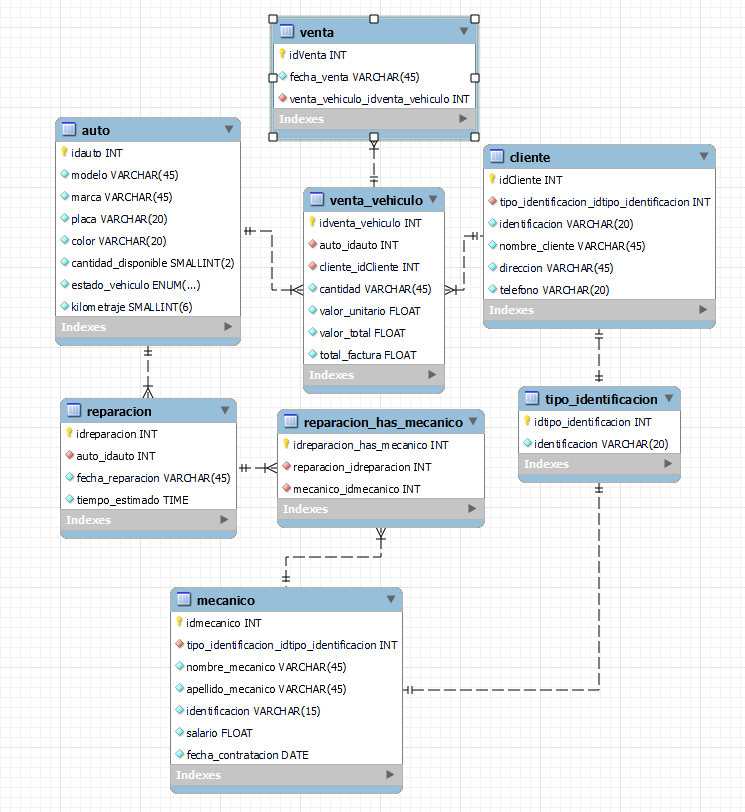 venta
idVenta INT
fecha_venta VARCHAR(45)
venta_vehiculo_idventa_vehiculo INT
Indexes
auto
idauto INT
modelo VARCHAR(45)
marca VARCHAR(45)
placa VARCHAR(20)
color VARCHAR(20)
cantidad_disponible SMALLINT(2)
estado_vehiculo ENUM(...)
kilometraje SMALLINT(6)
Indexes
venta_vehiculo
idventa_vehiculo INT
auto_idauto INT
cliente_idCliente INT
cantidad VARCHAR(45)
valor_unitario FLOAT
valor_total FLOAT
total_factura FLOAT
Indexes
cliente
idCliente INT
tipo_identificacion_idtipo_identificacion INT
identificacion VARCHAR(20)
nombre_cliente VARCHAR(45)
direccion VARCHAR(45)
telefono VARCHAR(20)
Indexes
reparacion
idreparacion INT
auto_idauto INT
fecha_reparacion VARCHAR(45)
tiempo_estimado TIME
Indexes
reparacion_has_mecanico
idreparacion_has_mecanico INT
reparacion_idreparacion INT
mecanico_idmecanico INT
Indexes
tipo_identificacion
idtipo_identificacion INT
identificacion VARCHAR(20)
Indexes
mecanico
idmecanico INT
tipo_identificacion_idtipo_identificacion INT
nombre_mecanico VARCHAR(45)
apellido_mecanico VARCHAR(45)
identificacion VARCHAR(15)
salario FLOAT
fecha_contratacion DATE
Indexes